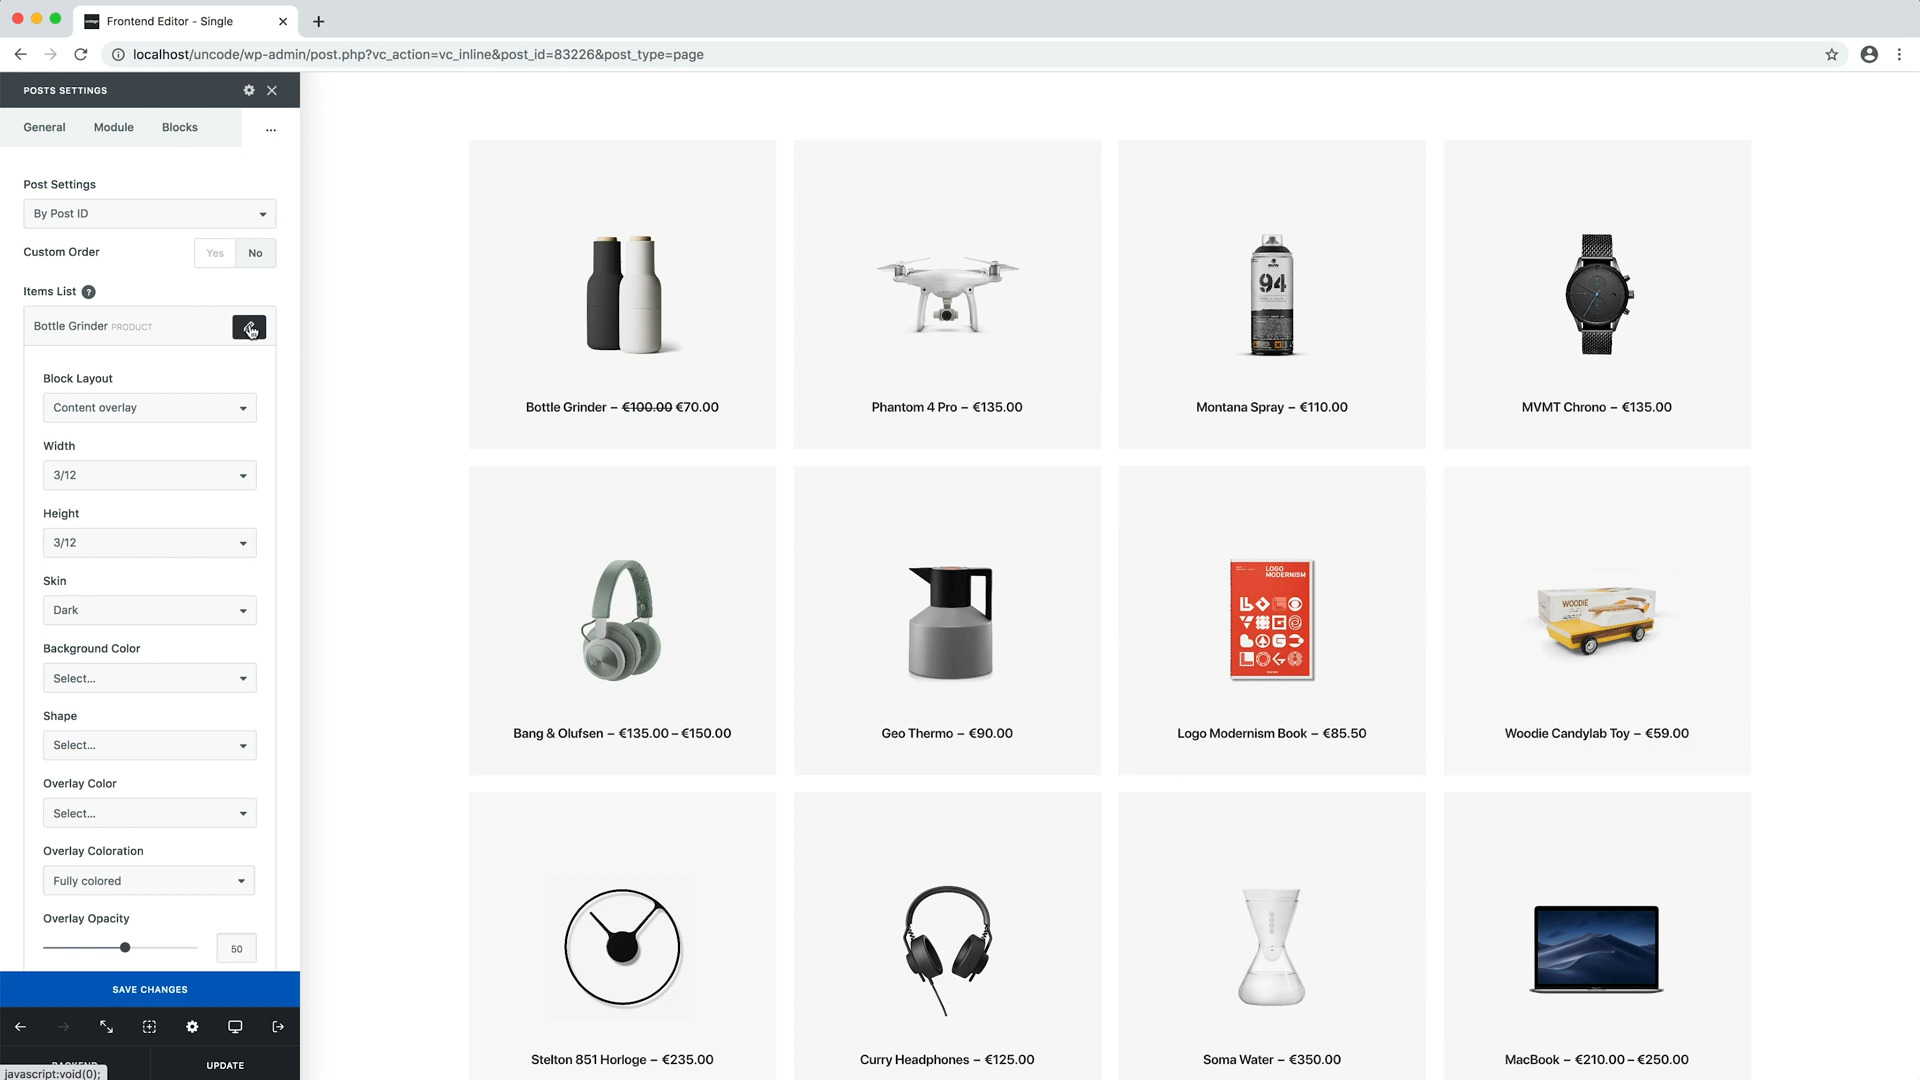 Frontend Editor - Single
localhost/uncode/wp-admin/post.php?vc_action=vc_inline&post_id=83226&post_type=page
POSTS SETTINGS
General Module Blocks ...
Post Settings
By Post ID
Custom Order Yes No
Items List ?
Bottle Grinder PRODUCT
Block Layout
Content overlay
Width
3/12
Height
3/12
Skin
Dark
Background Color
Select...
Shape
Select...
Overlay Color
Select...
Overlay Coloration
Fully colored
Overlay Opacity
50
SAVE CHANGES
UPDATE
javascript:void(0);
94
Bottle Grinder – €100.00 €70.00
Phantom 4 Pro – €135.00
Montana Spray – €110.00
MVMT Chrono – €135.00
LOGO
MODERNISM
WOODIE
Bang & Olufsen – €135.00 – €150.00
Geo Thermo – €90.00
Logo Modernism Book – €85.50
Woodie Candylab Toy – €59.00
Stelton 851 Horloge – €235.00
Curry Headphones – €125.00
Soma Water – €350.00
MacBook – €210.00 – €250.00